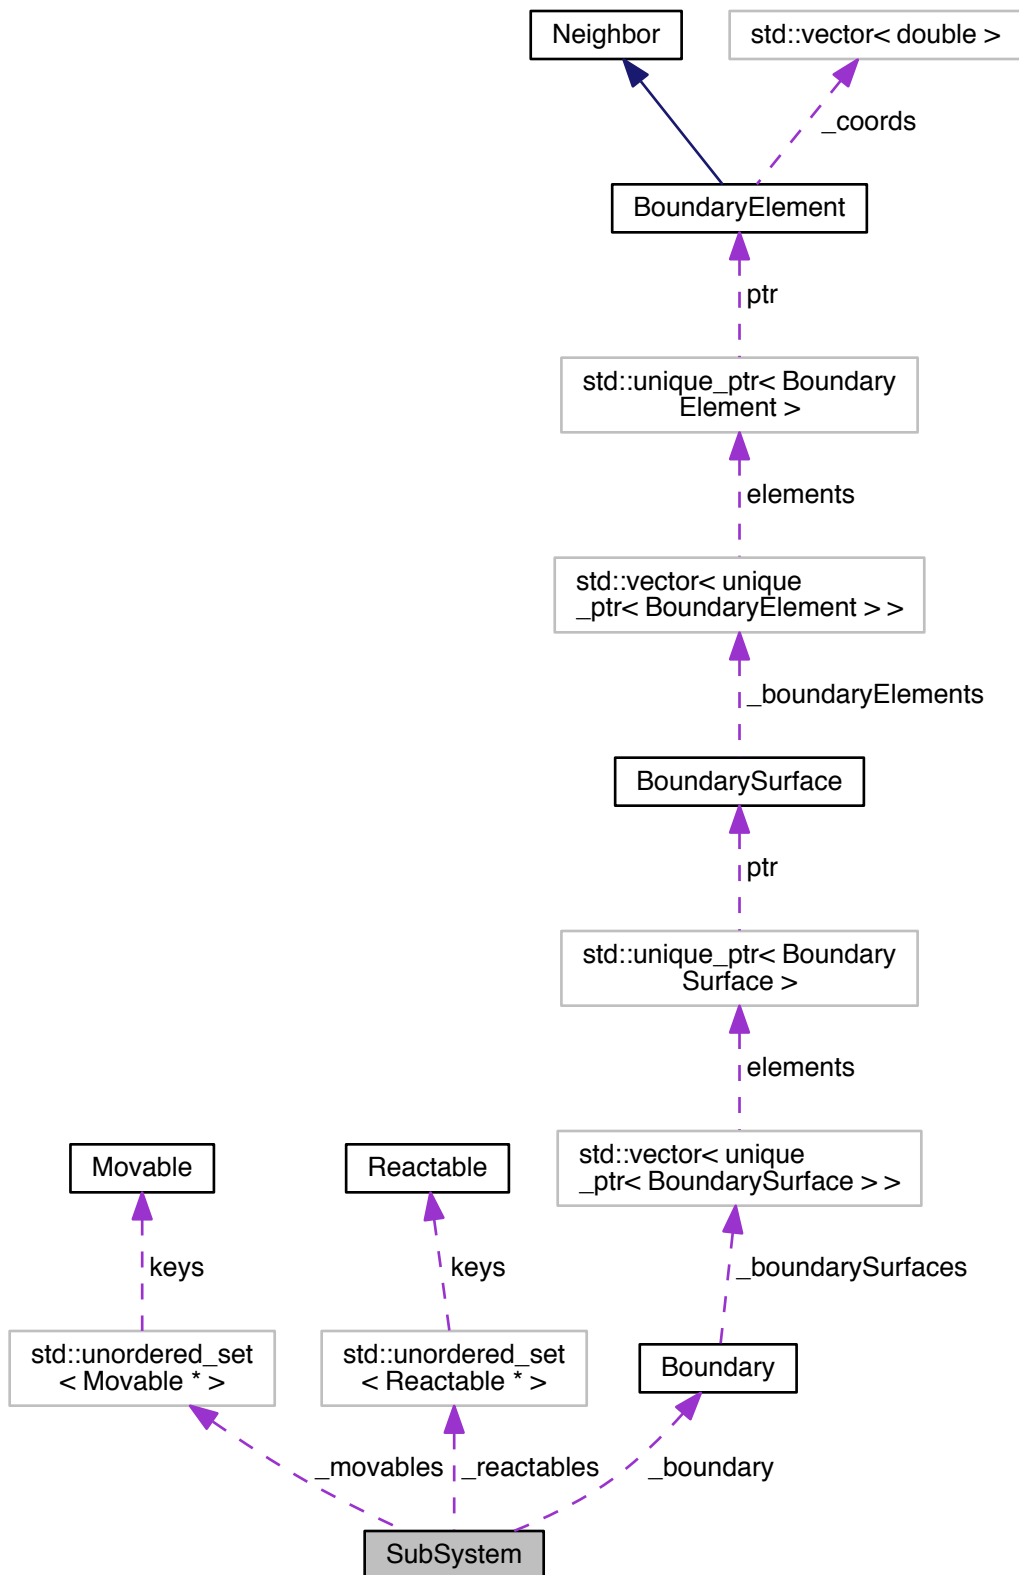 Neighbor
std::vector< double >
_coords
BoundaryElement
ptr
std::unique_ptr< Boundary
Element >
elements
std::vector< unique
_ptr< BoundaryElement > >
_boundaryElements
BoundarySurface
ptr
std::unique_ptr< Boundary
Surface >
elements
Movable
Reactable
std::vector< unique
_ptr< BoundarySurface > >
keys
keys
_boundarySurfaces
std::unordered_set
< Movable * >
std::unordered_set
< Reactable * >
Boundary
_movables
_reactables
_boundary
SubSystem